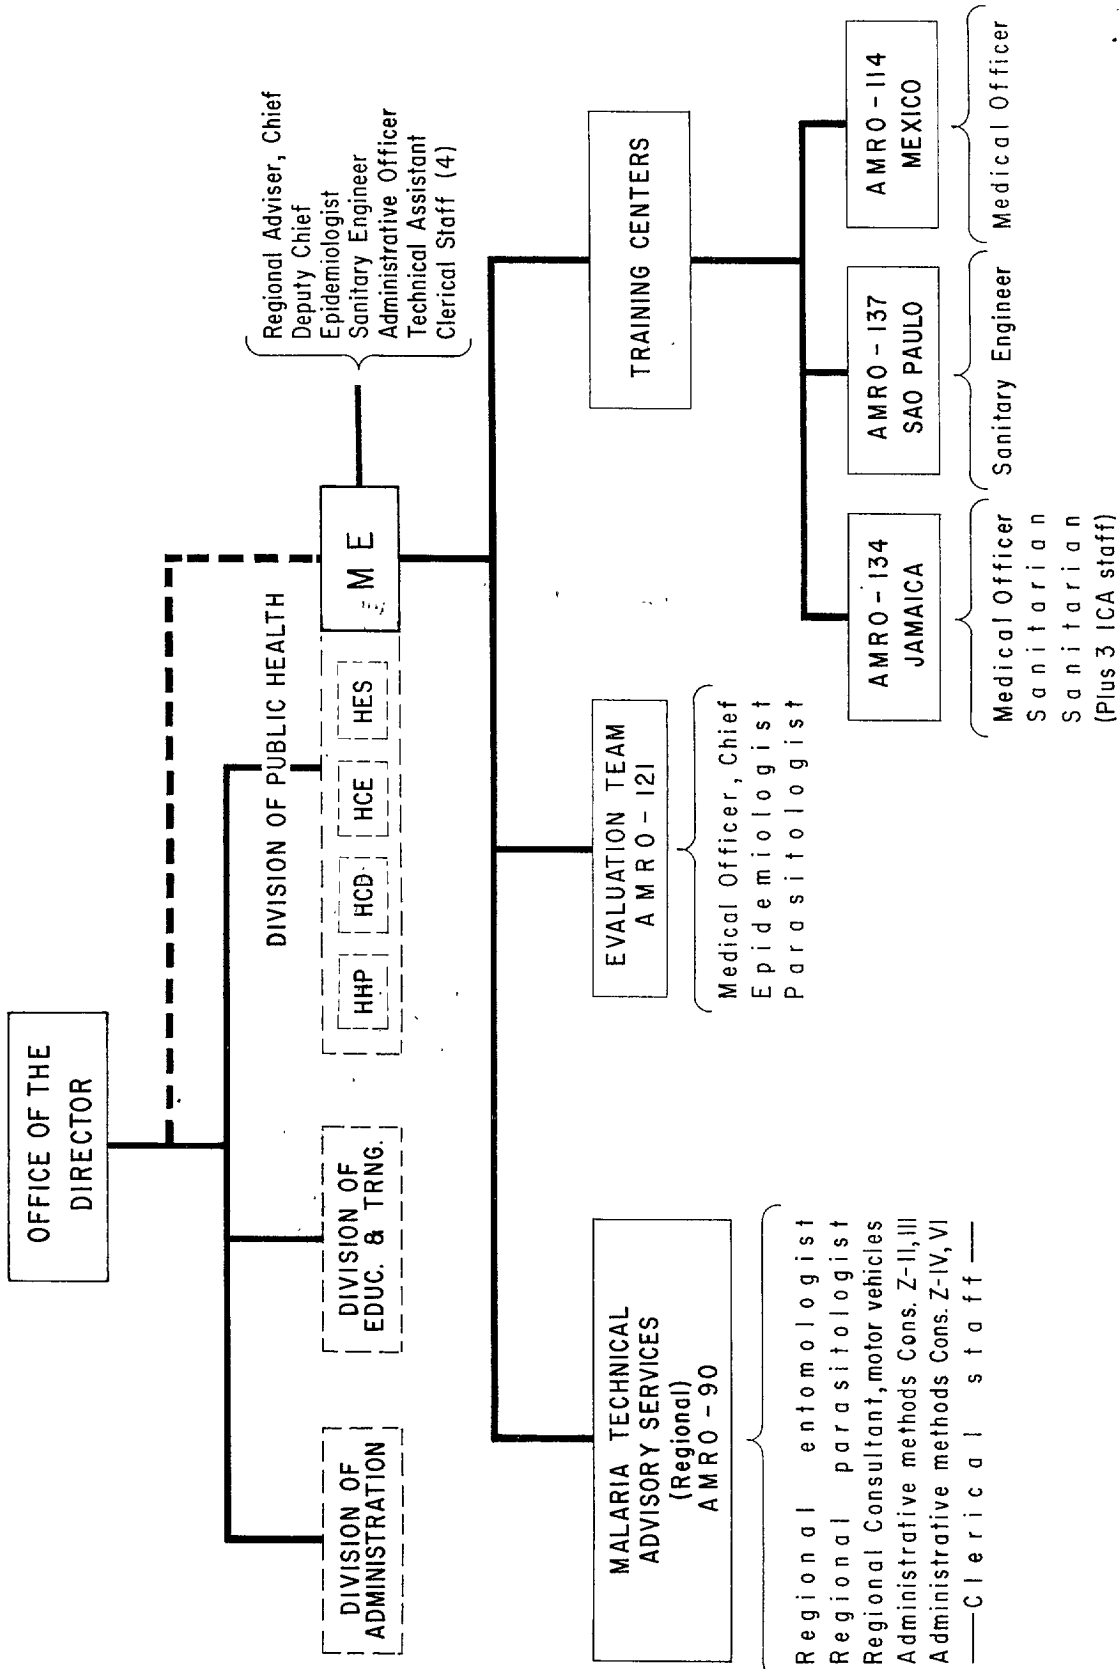 OFFICE OF THE
DIRECTOR
DIVISION OF
ADMINISTRATION
DIVISION OF
EDUC. & TRNG.
DIVISION OF PUBLIC HEALTH
HHP
HCD
HCE
HES
M E
Regional Adviser, Chief
Deputy Chief
Epidemiologist
Sanitary Engineer
Administrative Officer
Technical Assistant
Clerical Staff (4)
MALARIA TECHNICAL
ADVISORY SERVICES
(Regional)
AMRO-90
Regional entomologist
Regional parasitologist
Regional Consultant, motor vehicles
Administrative methods Cons. Z-II, III
Administrative methods Cons. Z-IV, VI
—Clerical staff—
EVALUATION TEAM
AMRO-121
Medical Officer, Chief
Epidemiologist
Parasitologist
TRAINING CENTERS
AMRO-134
JAMAICA
Medical Officer
Sanitarian
Sanitarian
(Plus 3 ICA staff)
AMRO-137
SAO PAULO
Sanitary Engineer
AMRO-114
MEXICO
Medical Officer